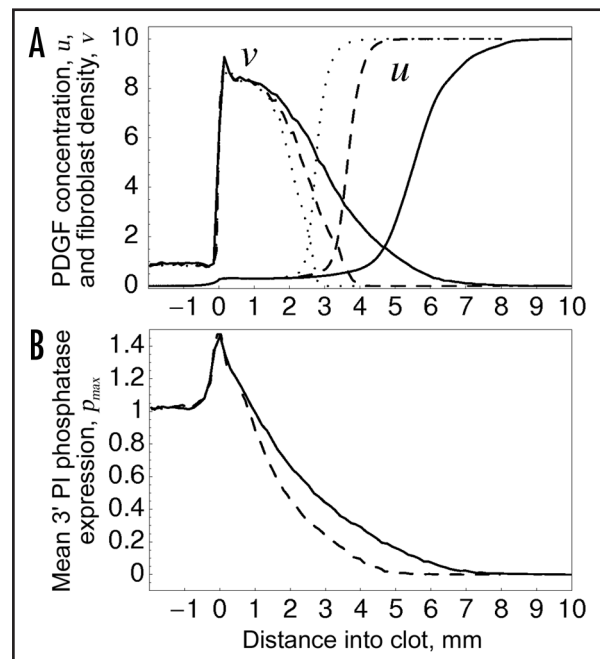 A
PDGF concentration, u,
and fibroblast density, v
10
8
6
4
2
0
v
u
−1 0 1 2 3 4 5 6 7 8 9 10
B
Mean 3' PI phosphatase
expression, pmax
1.4
1.2
1
0.8
0.6
0.4
0.2
0
−1 0 1 2 3 4 5 6 7 8 9 10
Distance into clot, mm